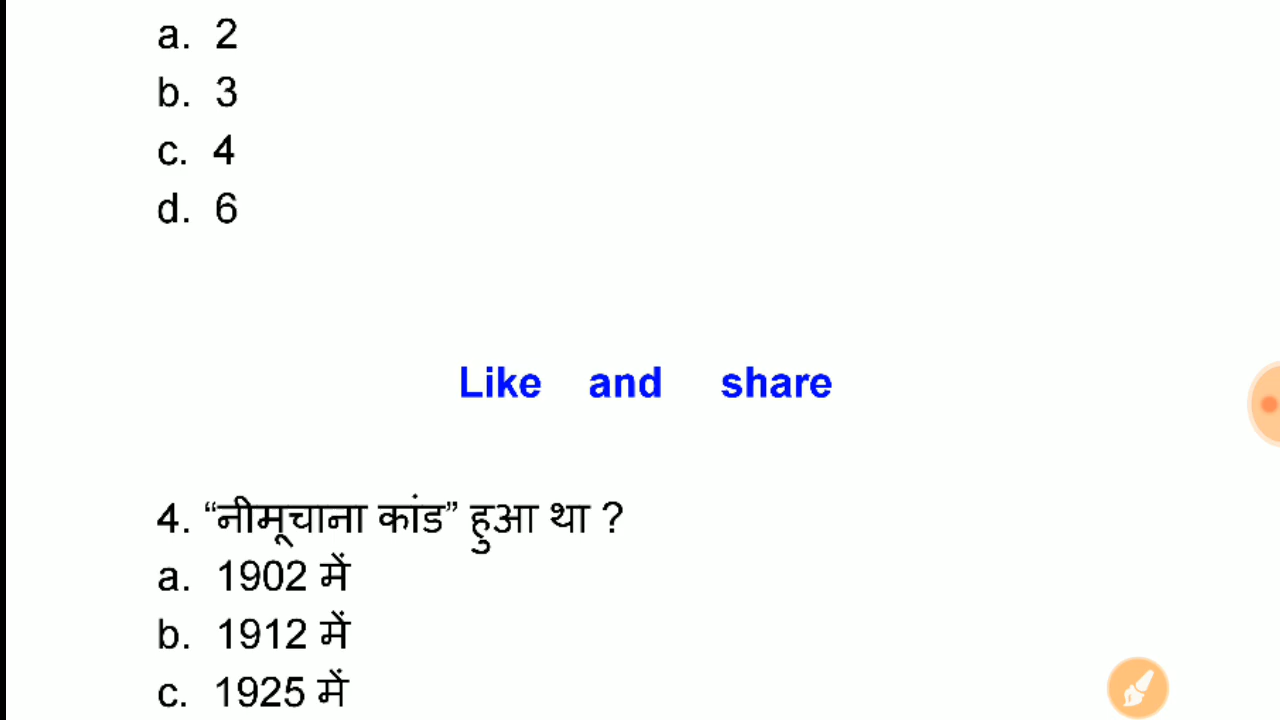 a. 2
b. 3
c. 4
d. 6
Like and share
4. “नीमूचाना कांड” हुआ था ?
a. 1902 में
b. 1912 में
c. 1925 में